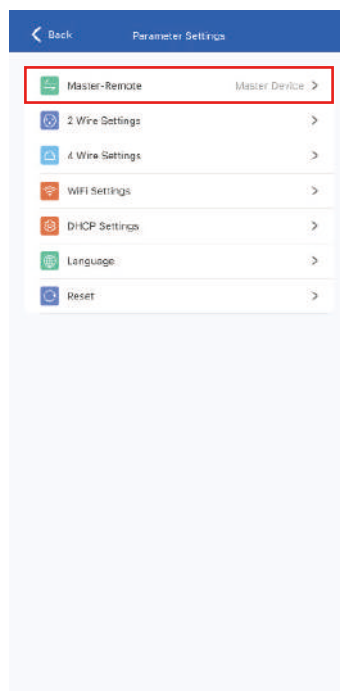 Back Parameter Settings
Master-Remote Master Device
2 Wire Settings
4 Wire Settings
WiFi Settings
DHCP Settings
Language
Reset